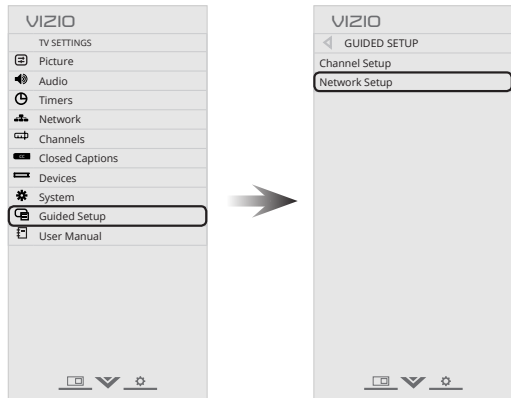 VIZIO
TV SETTINGS
Picture
Audio
Timers
Network
Channels
CC Closed Captions
Devices
System
Guided Setup
User Manual
VIZIO
GUIDED SETUP
Channel Setup
Network Setup